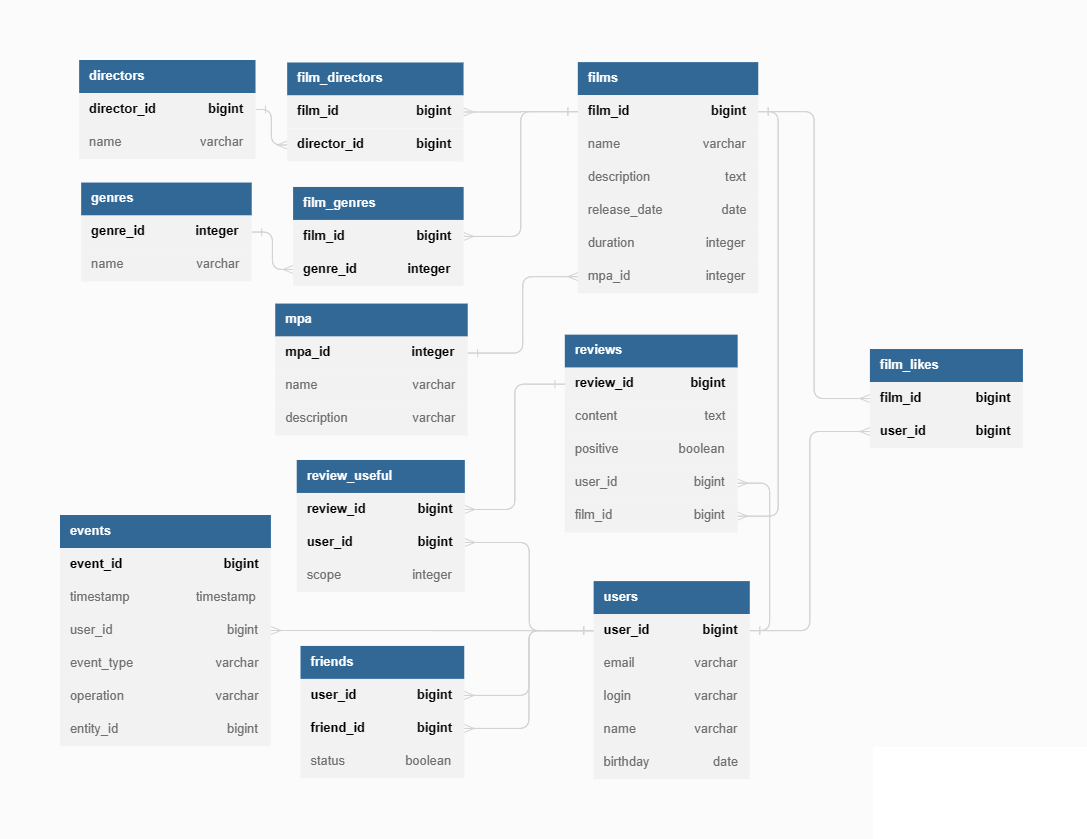 directors
director_id bigint
name varchar
film_directors
film_id bigint
director_id bigint
films
film_id bigint
name varchar
description text
release_date date
duration integer
mpa_id integer
genres
genre_id integer
name varchar
film_genres
film_id bigint
genre_id integer
mpa
mpa_id integer
name varchar
description varchar
reviews
review_id bigint
content text
positive boolean
user_id bigint
film_id bigint
film_likes
film_id bigint
user_id bigint
review_useful
review_id bigint
user_id bigint
scope integer
events
event_id bigint
timestamp timestamp
user_id bigint
event_type varchar
operation varchar
entity_id bigint
friends
user_id bigint
friend_id bigint
status boolean
users
user_id bigint
email varchar
login varchar
name varchar
birthday date